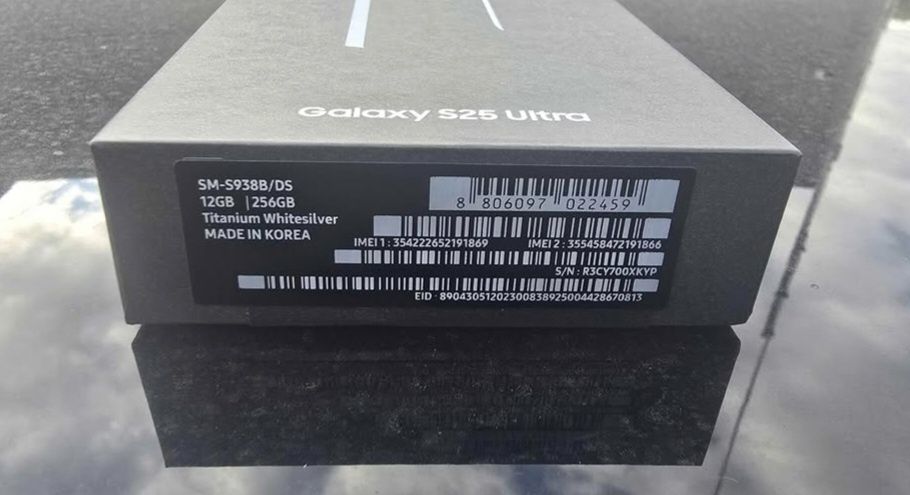 Galaxy S25 Ultra
SM-S938B/DS
12GB | 256GB
Titanium Whitesilver
MADE IN KOREA
8 806097 022459
IMEI 1 : 354222652191869 IMEI 2 : 355458472191866
S/N : R3CY700XKYP
EID : 89043051202300838925004428670813